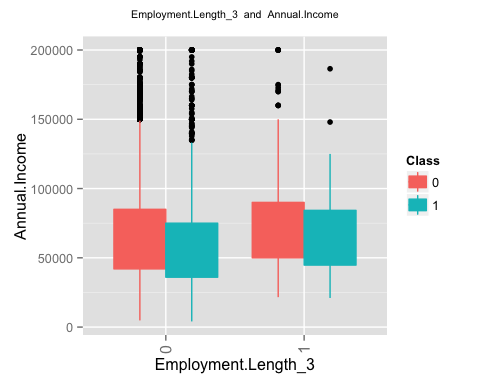 Employment.Length_3 and Annual.Income
200000
150000
100000
50000
0
Annual.Income
0
1
Employment.Length_3
Class
0
1